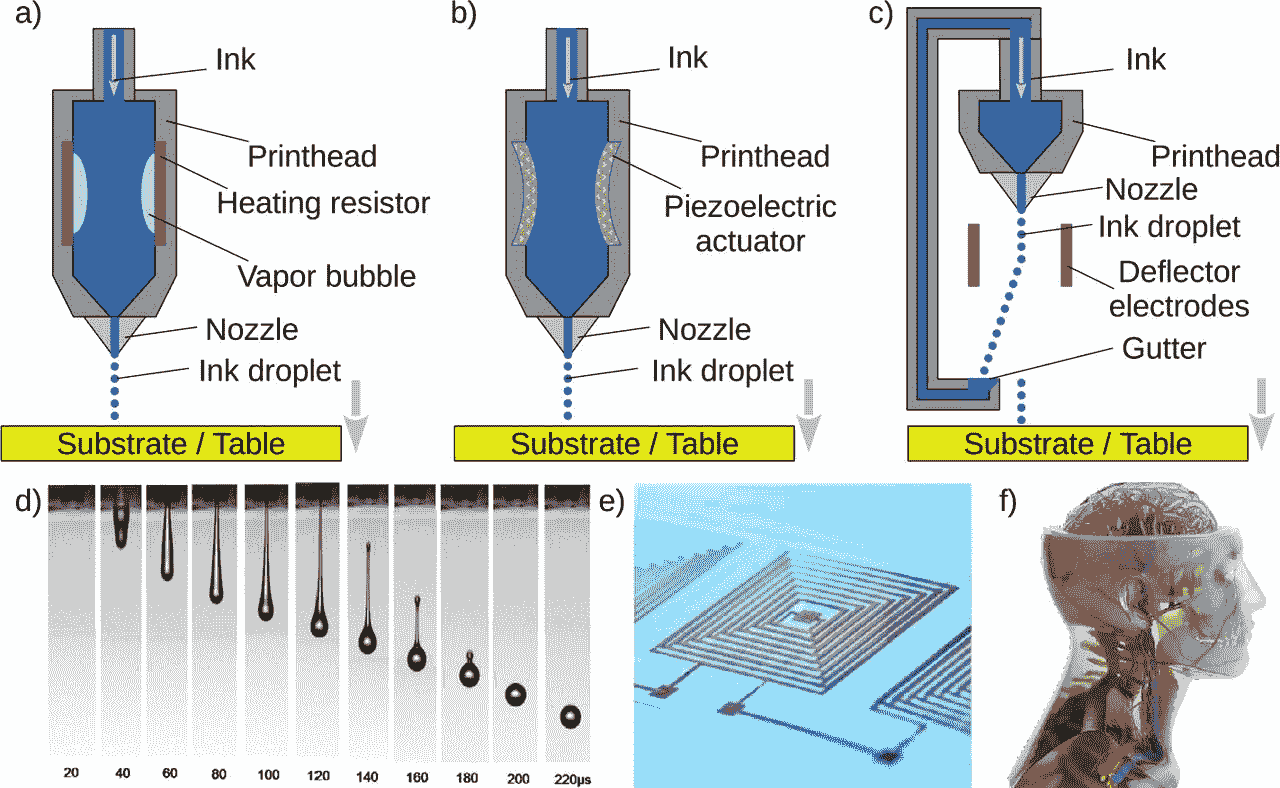 a)
Ink
Printhead
Heating resistor
Vapor bubble
Nozzle
Ink droplet
Substrate / Table
b)
Ink
Printhead
Piezoelectric
actuator
Nozzle
Ink droplet
Substrate / Table
c)
Ink
Printhead
Nozzle
Ink droplet
Deflector
electrodes
Gutter
Substrate / Table
d)
20 40 60 80 100 120 140 160 180 200 220µs
e)
f)